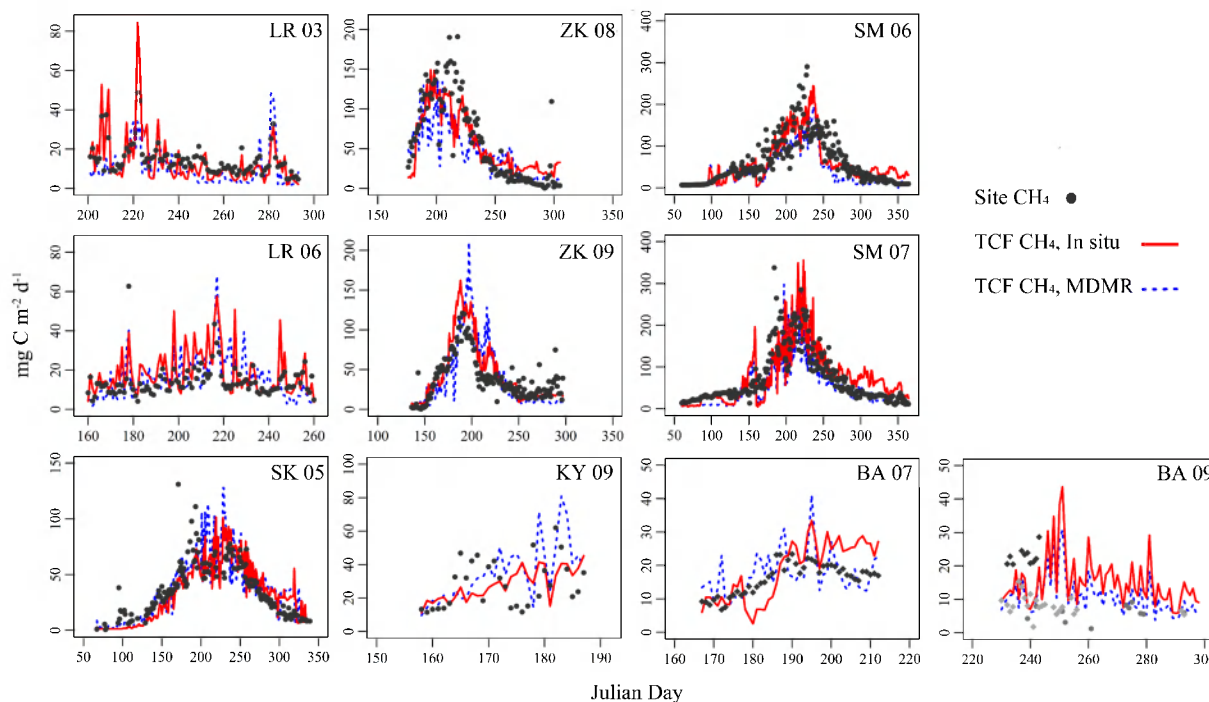 LR 03
80
60
40
20
0
200 220 240 260 280 300
ZK 08
200
150
100
50
0
150 200 250 300
SM 06
400
300
200
100
0
50 100 150 200 250 300 350
Site CH₄
TCF CH₄, In situ
TCF CH₄, MDMR
mg C m⁻² d⁻¹
LR 06
80
60
40
20
0
160 180 200 220 240 260
ZK 09
200
150
100
50
0
100 150 200 250 300 350
SM 07
400
300
200
100
0
50 100 150 200 250 300 350
SK 05
150
100
50
0
50 100 150 200 250 300 350
KY 09
100
80
60
40
20
0
150 160 170 180 190
BA 07
50
40
30
20
10
0
160 170 180 190 200 210 220
BA 09
50
40
30
20
10
0
220 240 260 280 30
Julian Day